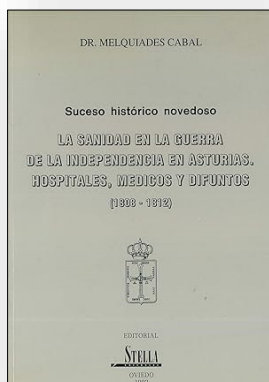 DR. MELQUIADES CABAL
Suceso histórico novedoso
LA SANIDAD EN LA GUERRA
DE LA INDEPENDENCIA EN ASTURIAS.
HOSPITALES, MEDICOS Y DIFUNTOS
(1808 - 1812)
EDITORIAL
STELLA
OVIEDO